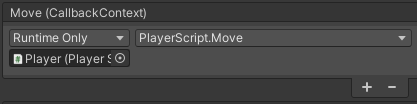 Move (CallbackContext)
Runtime Only PlayerScript.Move
Player (Player S
+ −